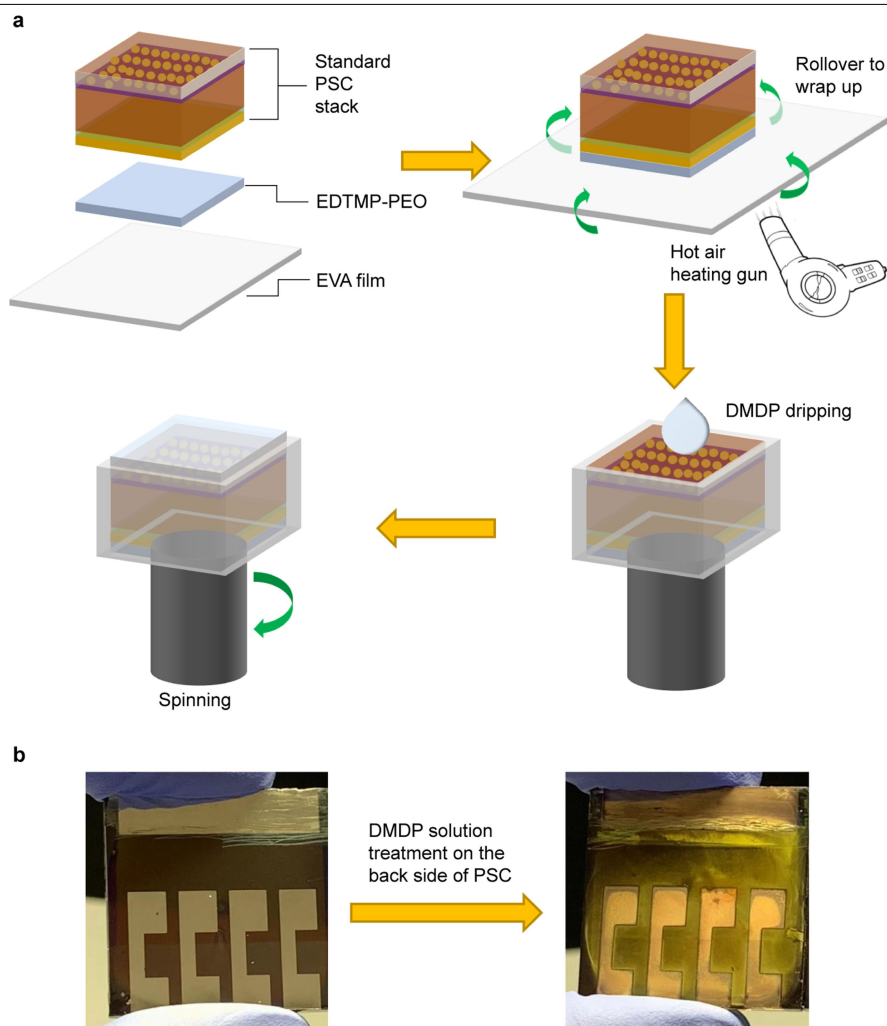 a
Standard
PSC
stack
EDTMP-PEO
EVA film
Rollover to
wrap up
Hot air
heating gun
DMDP dripping
Spinning
b
DMDP solution
treatment on the
back side of PSC